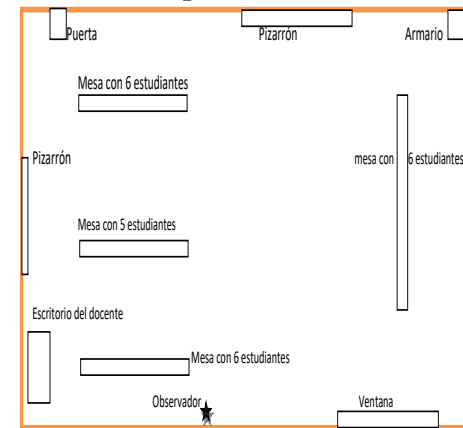 Puerta
Pizarrón
Armario
Mesa con 6 estudiantes
Pizarrón
mesa con 6 estudiantes
Mesa con 5 estudiantes
Escritorio del docente
Mesa con 6 estudiantes
Observador
Ventana